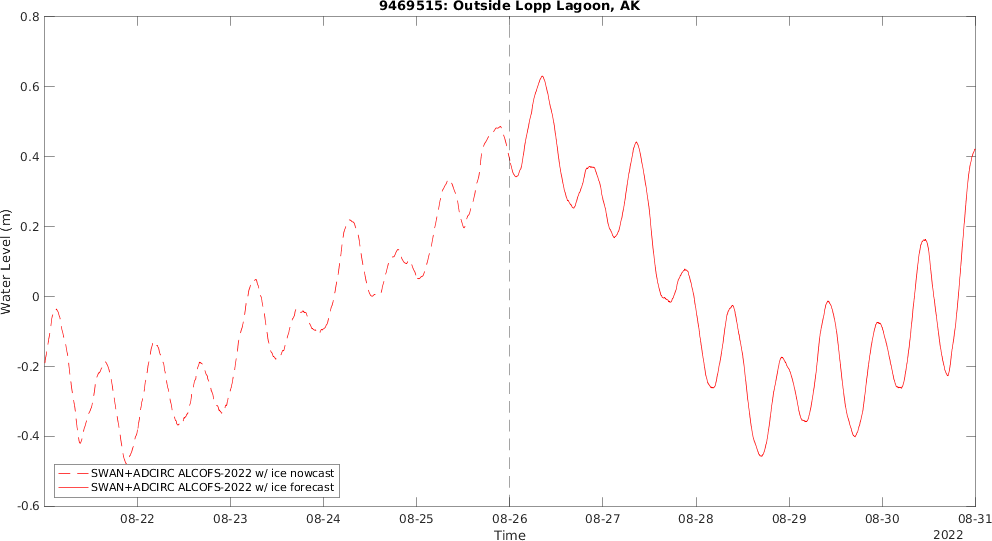 9469515: Outside Lopp Lagoon, AK
0.8
0.6
0.4
0.2
0
-0.2
-0.4
-0.6
Water Level (m)
SWAN+ADCIRC ALCOFS-2022 w/ ice nowcast
SWAN+ADCIRC ALCOFS-2022 w/ ice forecast
08-22 08-23 08-24 08-25 08-26 08-27 08-28 08-29 08-30 08-31
Time
2022